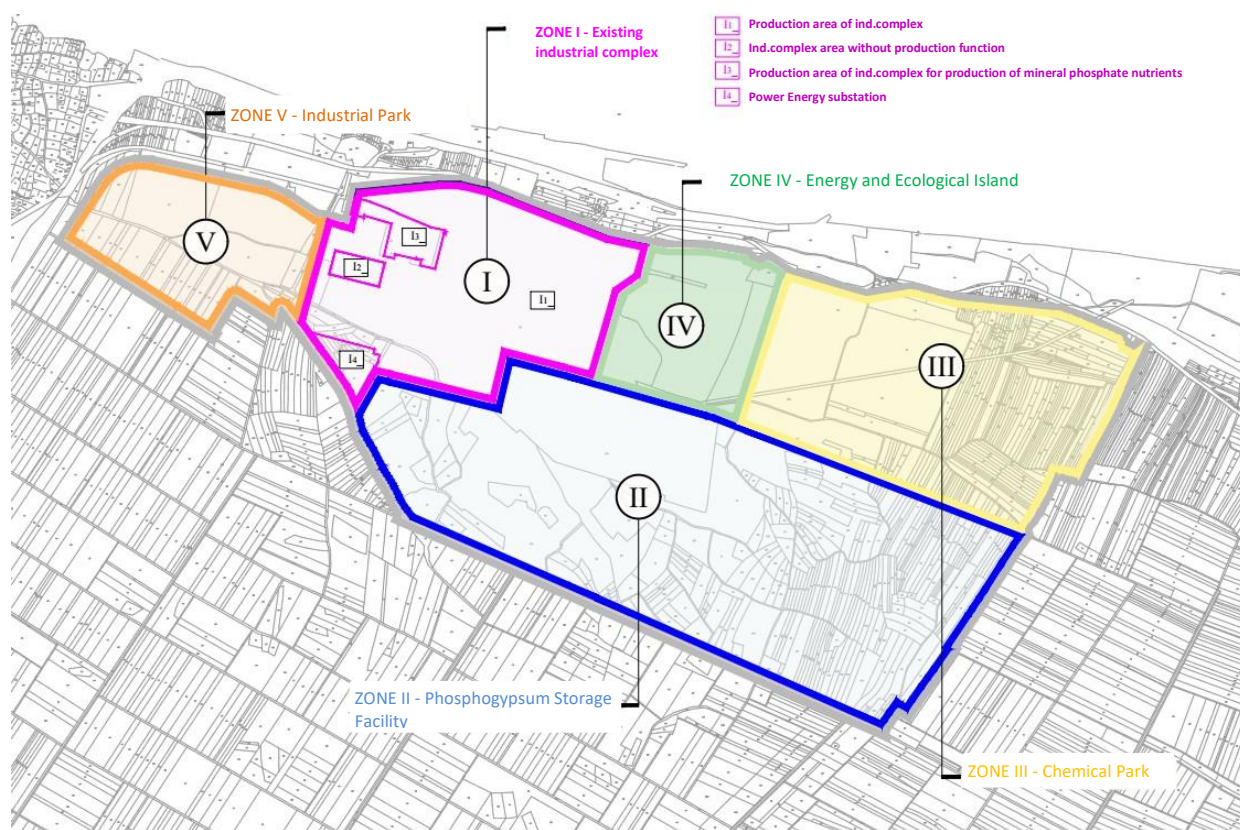 ZONE I - Existing
industrial complex
I1 Production area of ind.complex
I2 Ind.complex area without production function
I3 Production area of ind.complex for production of mineral phosphate nutrients
I4 Power Energy substation
ZONE V - Industrial Park
ZONE IV - Energy and Ecological Island
V
I3
I2
I
I1
IV
I4
III
II
ZONE II - Phosphogypsum Storage
Facility
ZONE III - Chemical Park